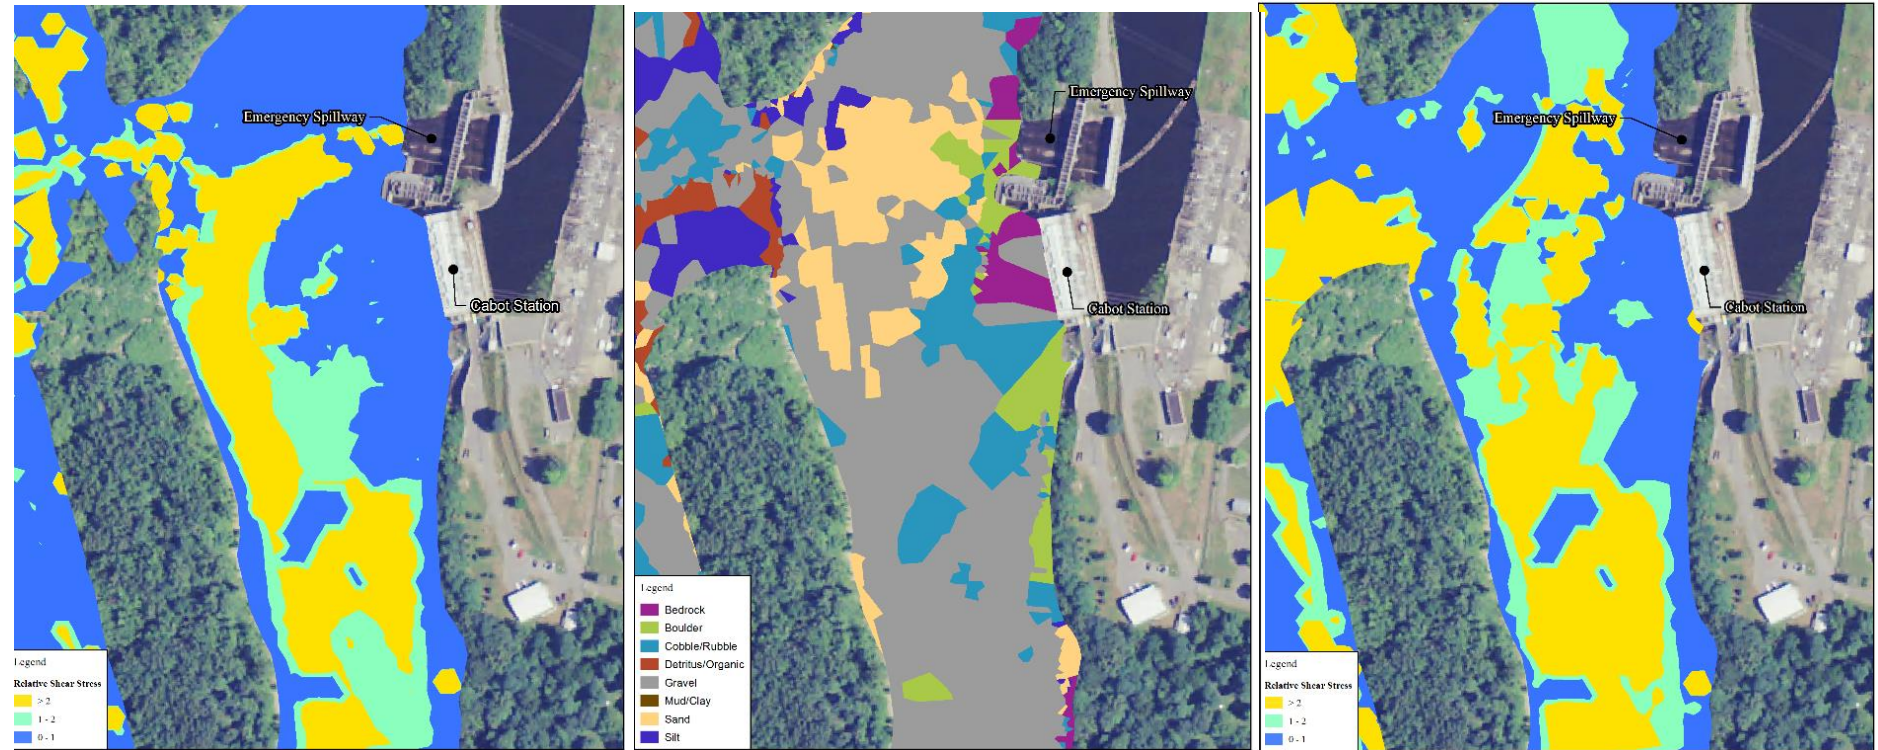 Emergency Spillway
Cabot Station
Legend
Relative Shear Stress
> 2
1 - 2
0 - 1
Emergency Spillway
Cabot Station
Legend
Bedrock
Boulder
Cobble/Rubble
Detritus/Organic
Gravel
Mud/Clay
Sand
Silt
Emergency Spillway
Cabot Station
Legend
Relative Shear Stress
> 2
1 - 2
0 - 1